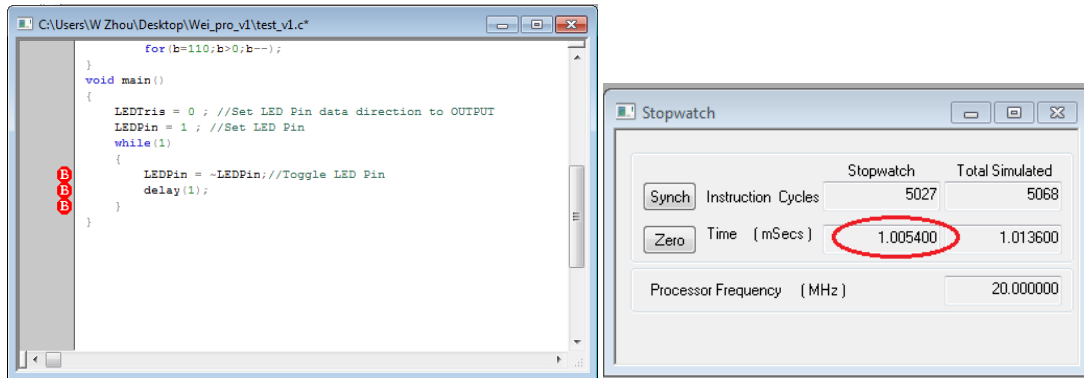 C:\Users\W Zhou\Desktop\Wei_pro_v1\test_v1.c*
for(b=110;b>0;b--);
}
void main()
{
LEDTris = 0 ; //Set LED Pin data direction to OUTPUT
LEDPin = 1 ; //Set LED Pin
while(1)
{
B LEDPin = ~LEDPin;//Toggle LED Pin
B delay(1);
B }
}
Stopwatch
Stopwatch Total Simulated
Synch Instruction Cycles 5027 5068
Zero Time (mSecs) 1.005400 1.013600
Processor Frequency (MHz) 20.000000